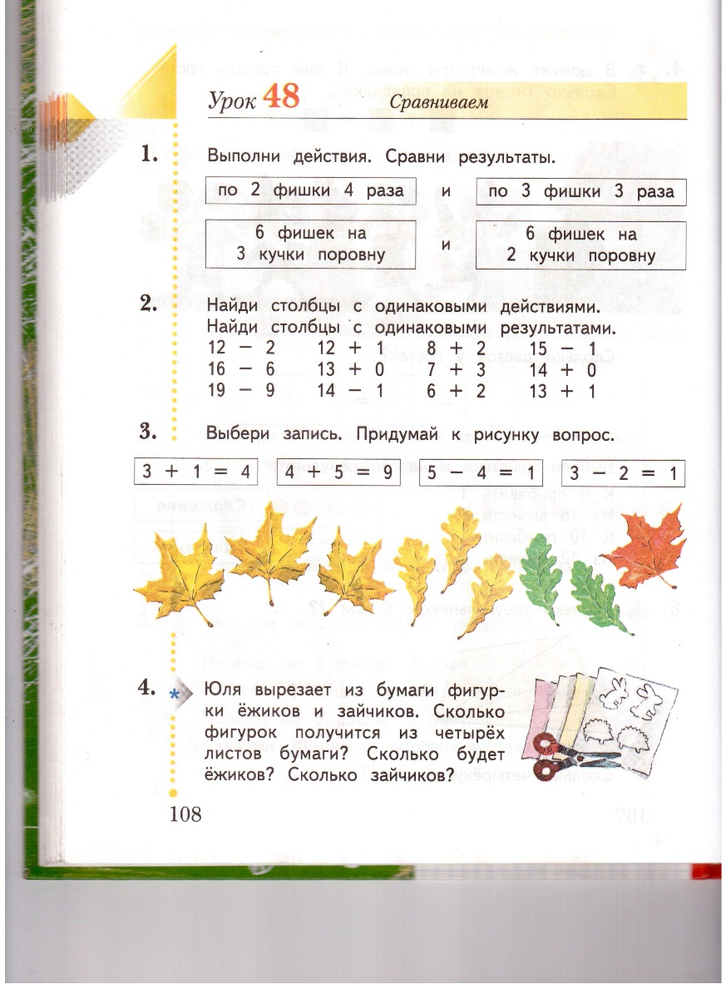 Урок 48 Сравниваем
1. Выполни действия. Сравни результаты.
по 2 фишки 4 раза и по 3 фишки 3 раза
6 фишек на 3 кучки поровну и 6 фишек на 2 кучки поровну
2. Найди столбцы с одинаковыми действиями.
Найди столбцы с одинаковыми результатами.
12 − 2 12 + 1 8 + 2 15 − 1
16 − 6 13 + 0 7 + 3 14 + 0
19 − 9 14 − 1 6 + 2 13 + 1
3. Выбери запись. Придумай к рисунку вопрос.
3 + 1 = 4 4 + 5 = 9 5 − 4 = 1 3 − 2 = 1
4. * Юля вырезает из бумаги фигур-
ки ёжиков и зайчиков. Сколько
фигурок получится из четырёх
листов бумаги? Сколько будет
ёжиков? Сколько зайчиков?
108